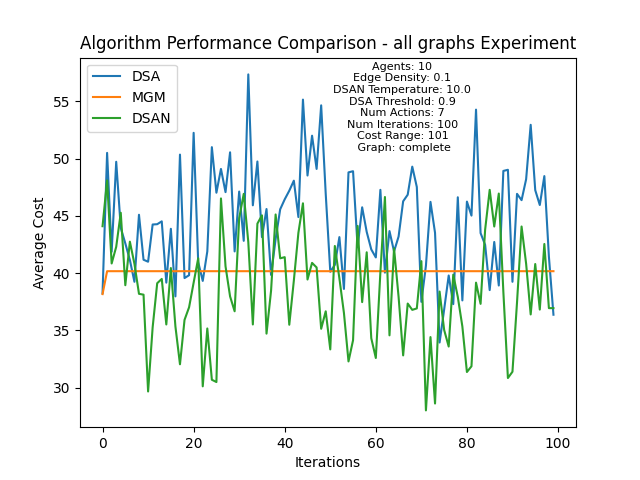 Algorithm Performance Comparison - all graphs Experiment
DSA
MGM
DSAN
Agents: 10
Edge Density: 0.1
DSAN Temperature: 10.0
DSA Threshold: 0.9
Num Actions: 7
Num Iterations: 100
Cost Range: 101
Graph: complete
Average Cost
55
50
45
40
35
30
0 20 40 60 80 100
Iterations